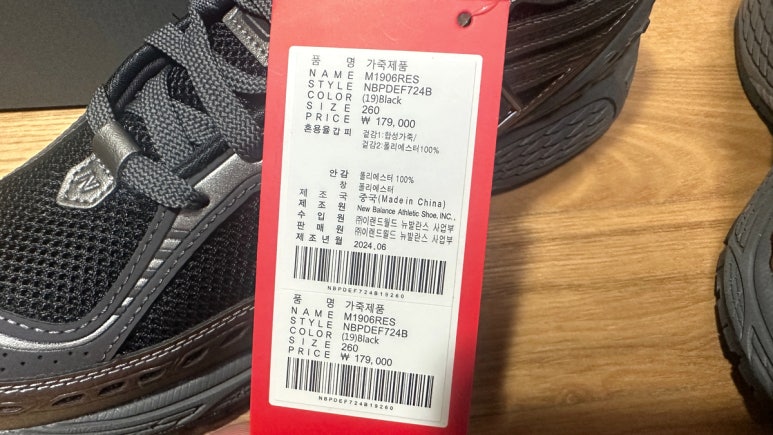 품 명 가죽제품
NAME M1906RES
STYLE NBPDEF724B
COLOR (19)Black
SIZE 260
PRICE ₩ 179,000
혼용율갑피 겉감1:합성가죽/
겉감2:폴리에스터100%
안감 폴리에스터 100%
창 폴리에스터
제조국 중국(Made in China)
제조원 New Balance Athletic Shoe, INC.,
수입원 ㈜이랜드월드 뉴발란스 사업부
판매원 ㈜이랜드월드 뉴발란스 사업부
제조년월 2024.06
NBPDEF724B19260
품 명 가죽제품
NAME M1906RES
STYLE NBPDEF724B
COLOR (19)Black
SIZE 260
PRICE ₩ 179,000
NBPDEF724B19260
N